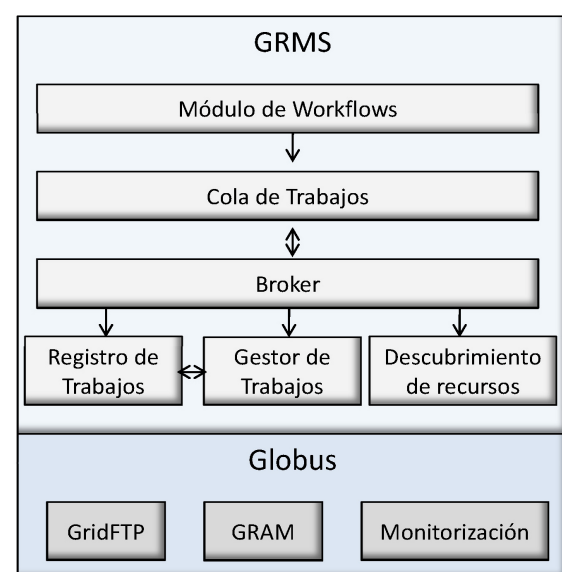 GRMS
Módulo de Workflows
Cola de Trabajos
Broker
Registro de
Trabajos
Gestor de
Trabajos
Descubrimiento
de recursos
Globus
GridFTP
GRAM
Monitorización